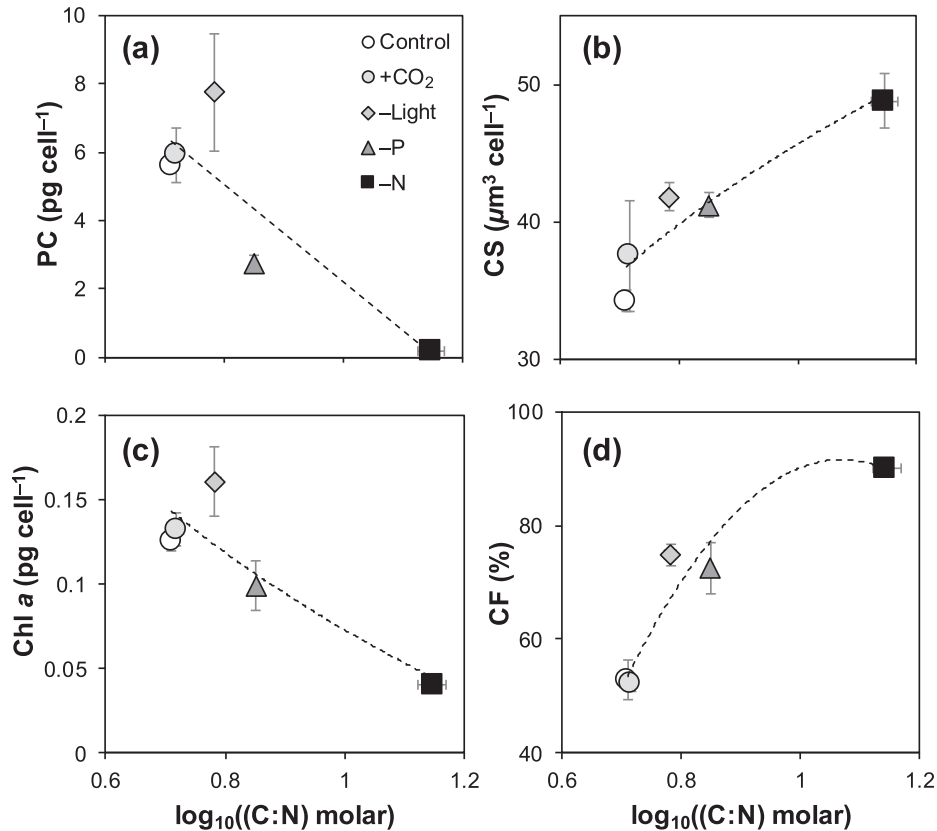 (a)
Control
+CO₂
–Light
–P
–N
10
8
6
4
2
0
PC (pg cell⁻¹)
(b)
50
40
30
CS (µm³ cell⁻¹)
(c)
0.2
0.15
0.1
0.05
0
Chl a (pg cell⁻¹)
0.6 0.8 1 1.2
log₁₀((C:N) molar)
(d)
100
80
60
40
CF (%)
0.6 0.8 1 1.2
log₁₀((C:N) molar)